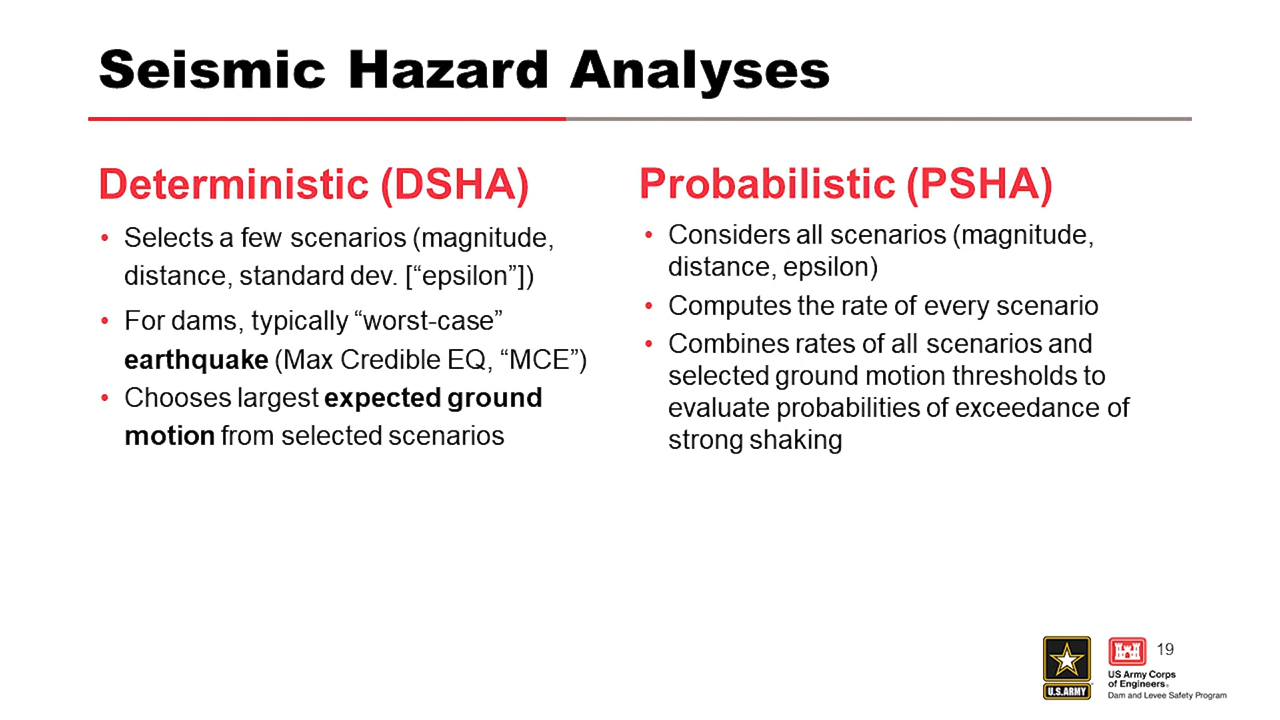 Seismic Hazard Analyses
Deterministic (DSHA)
• Selects a few scenarios (magnitude,
distance, standard dev. [“epsilon”])
• For dams, typically “worst-case”
earthquake (Max Credible EQ, “MCE”)
• Chooses largest expected ground
motion from selected scenarios
Probabilistic (PSHA)
• Considers all scenarios (magnitude,
distance, epsilon)
• Computes the rate of every scenario
• Combines rates of all scenarios and
selected ground motion thresholds to
evaluate probabilities of exceedance of
strong shaking
U.S.ARMY
19
US Army Corps
of Engineers®
Dam and Levee Safety Program